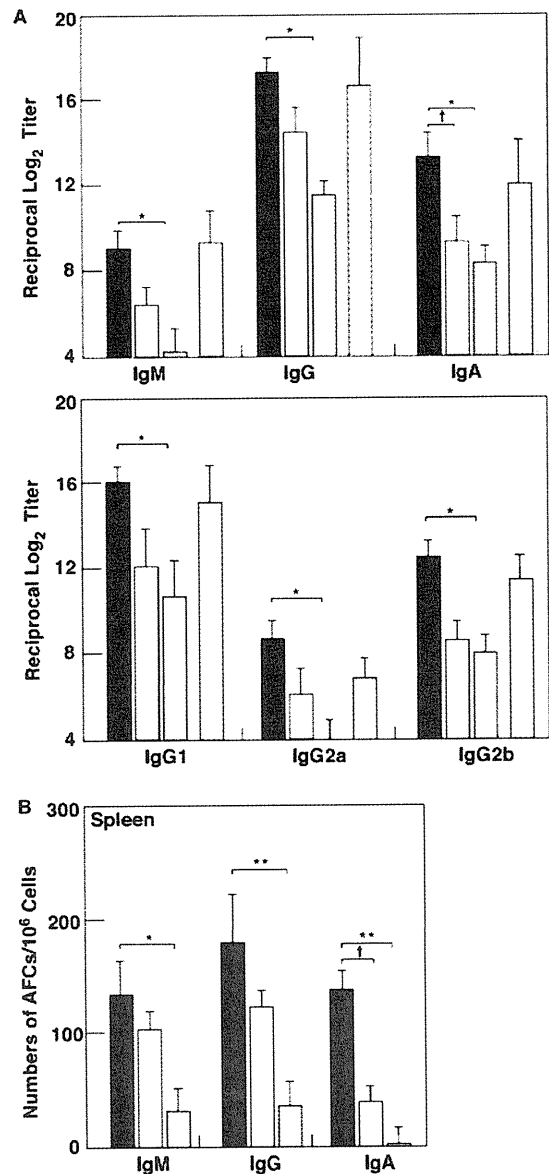 A
Reciprocal Log₂ Titer
20
16
12
8
4
*
*
†
*
IgM
IgG
IgA
Reciprocal Log₂ Titer
20
16
12
8
4
*
*
*
IgG1
IgG2a
IgG2b
B
Spleen
Numbers of AFCs/10⁶ Cells
300
200
100
0
*
**
**
†
IgM
IgG
IgA